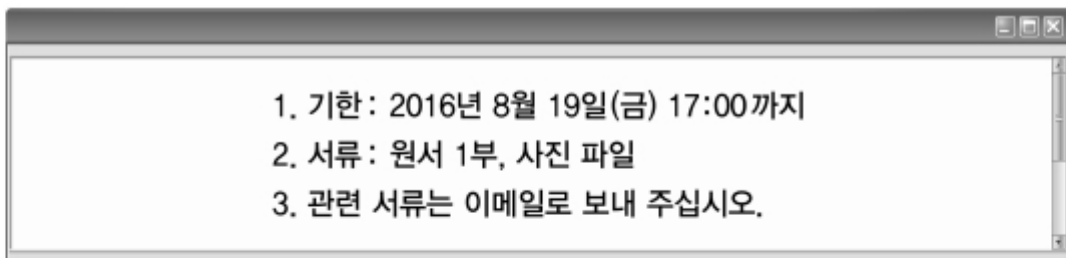 1. 기한 : 2016년 8월 19일(금) 17:00까지
2. 서류 : 원서 1부, 사진 파일
3. 관련 서류는 이메일로 보내 주십시오.